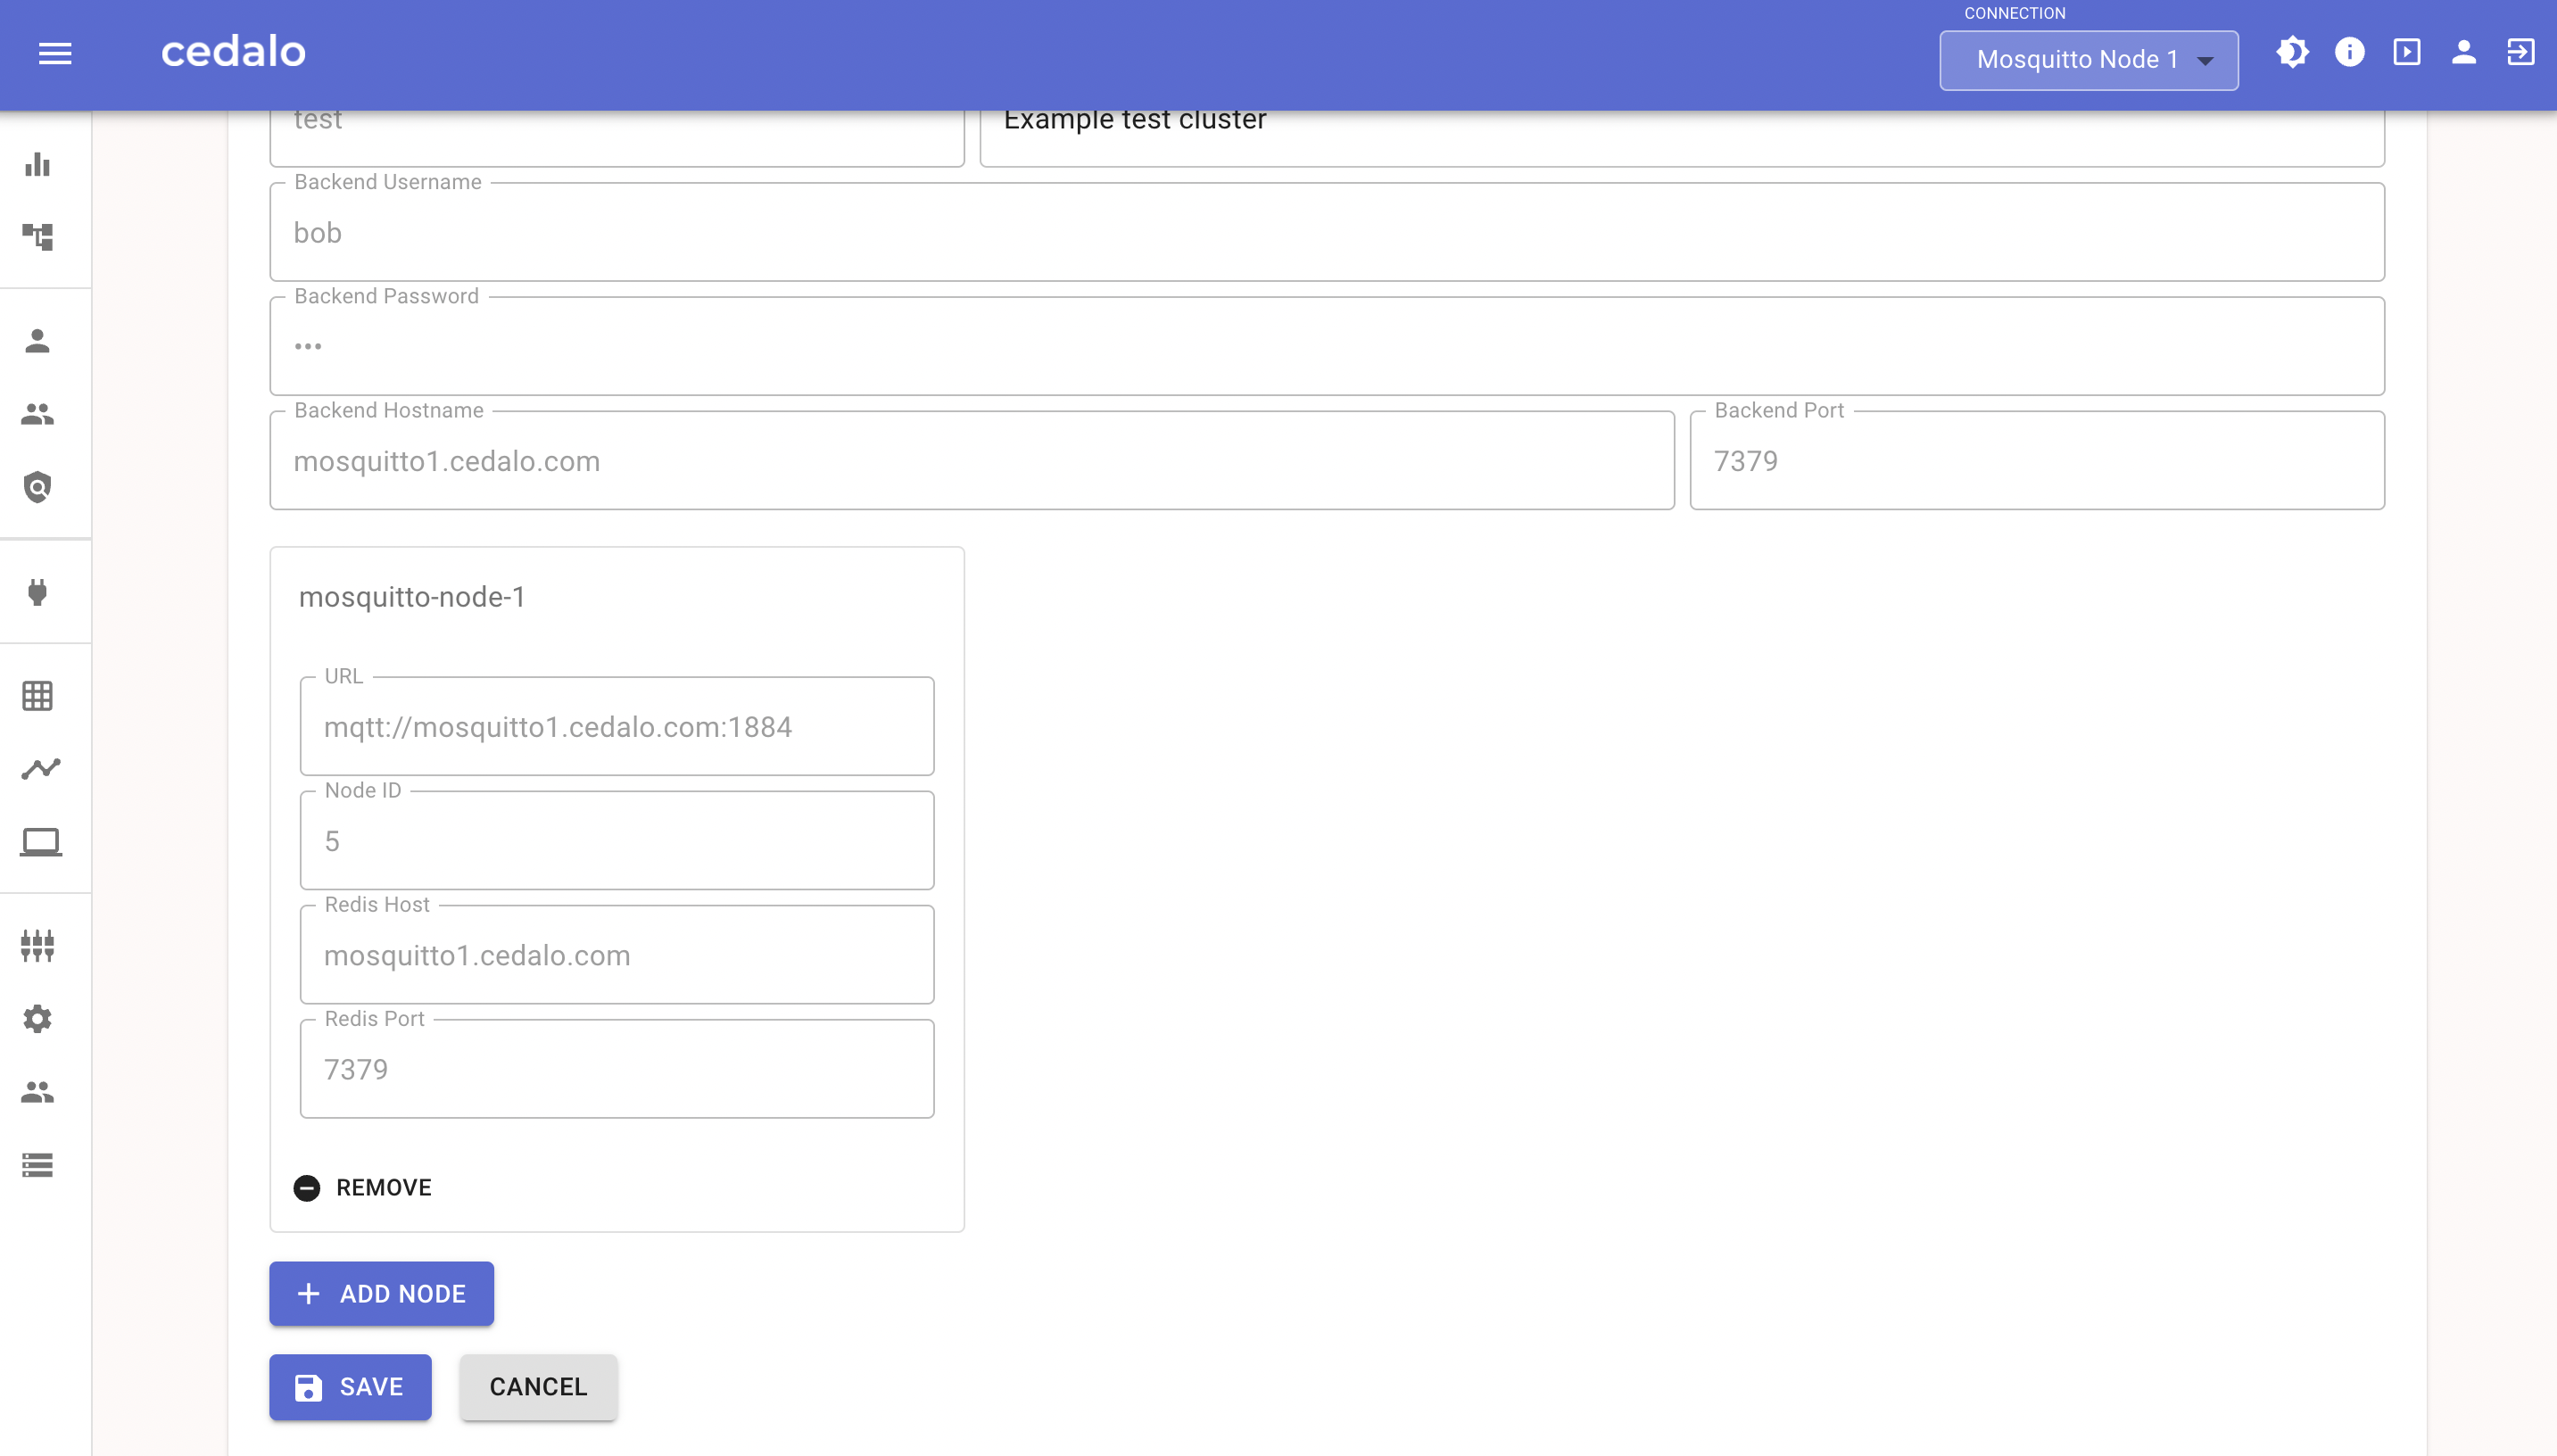 CONNECTION
cedalo
Mosquitto Node 1
test
Example test cluster
Backend Username
bob
Backend Password
•••
Backend Hostname
mosquitto1.cedalo.com
Backend Port
7379
mosquitto-node-1
URL
mqtt://mosquitto1.cedalo.com:1884
Node ID
5
Redis Host
mosquitto1.cedalo.com
Redis Port
7379
REMOVE
ADD NODE
SAVE
CANCEL